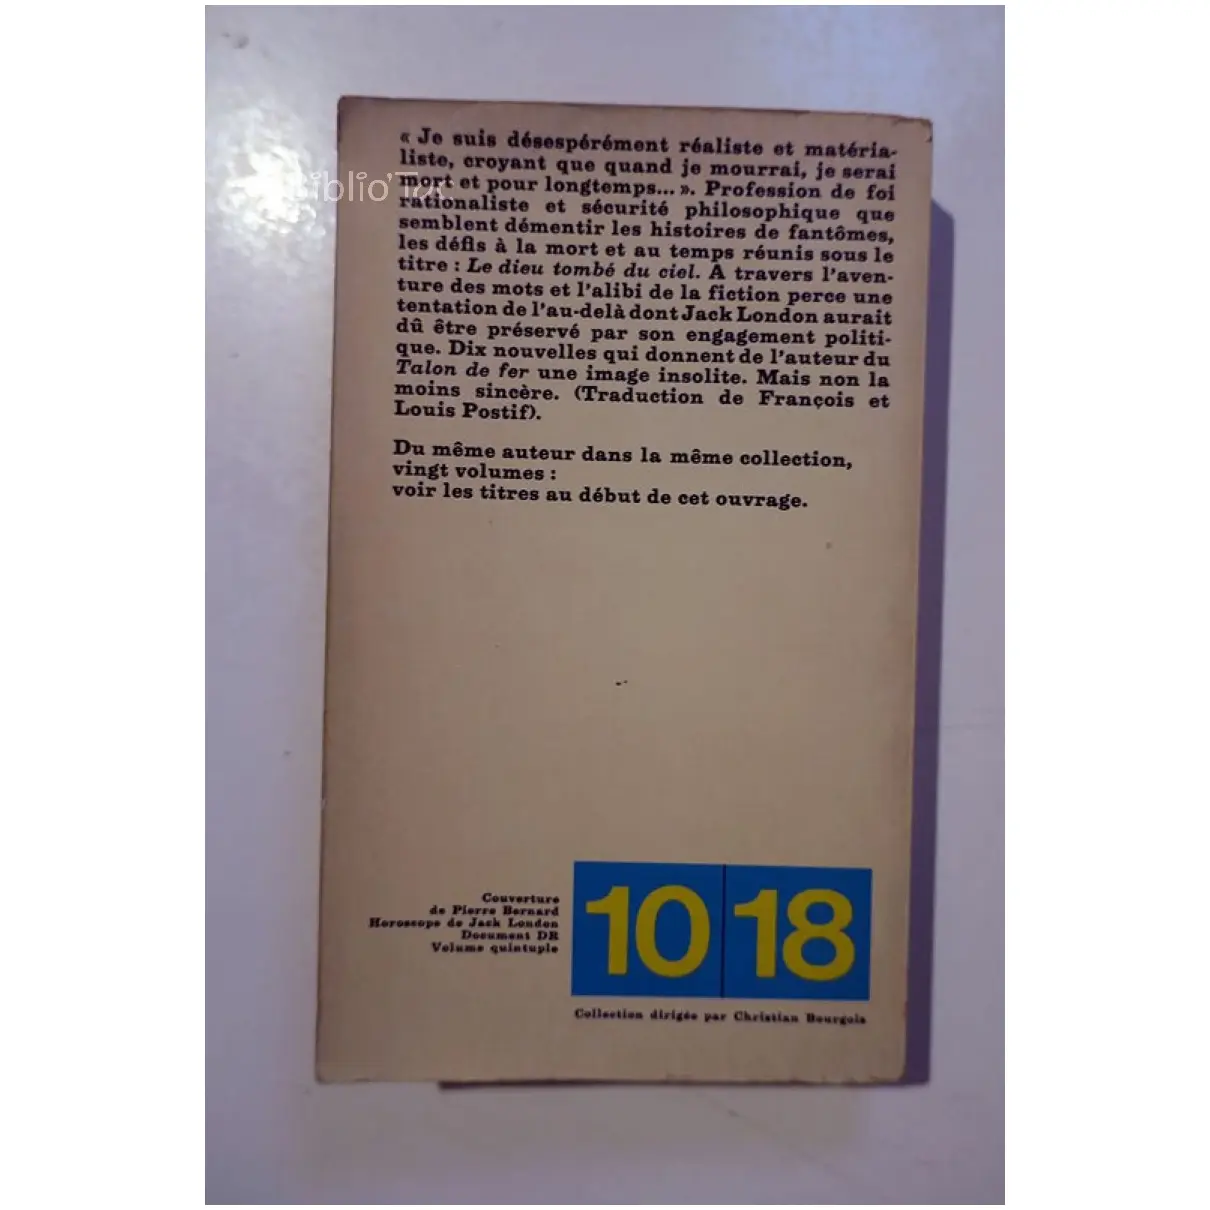 « Je suis désespérément réaliste et matéria-
liste, croyant que quand je mourrai, je serai
mort et pour longtemps... ». Profession de foi
rationaliste et sécurité philosophique que
semblent démentir les histoires de fantômes,
les défis à la mort et au temps réunis sous le
titre : Le dieu tombé du ciel. A travers l'aven-
ture des mots et l'alibi de la fiction perce une
tentation de l'au-delà dont Jack London aurait
dû être préservé par son engagement politi-
que. Dix nouvelles qui donnent de l'auteur du
Talon de fer une image insolite. Mais non la
moins sincère. (Traduction de François et
Louis Postif).
Du même auteur dans la même collection,
vingt volumes :
voir les titres au début de cet ouvrage.
Couverture
de Pierre Bernard
Horoscope de Jack London
Document DR
Volume quintuple
10 18
Collection dirigée par Christian Bourgois